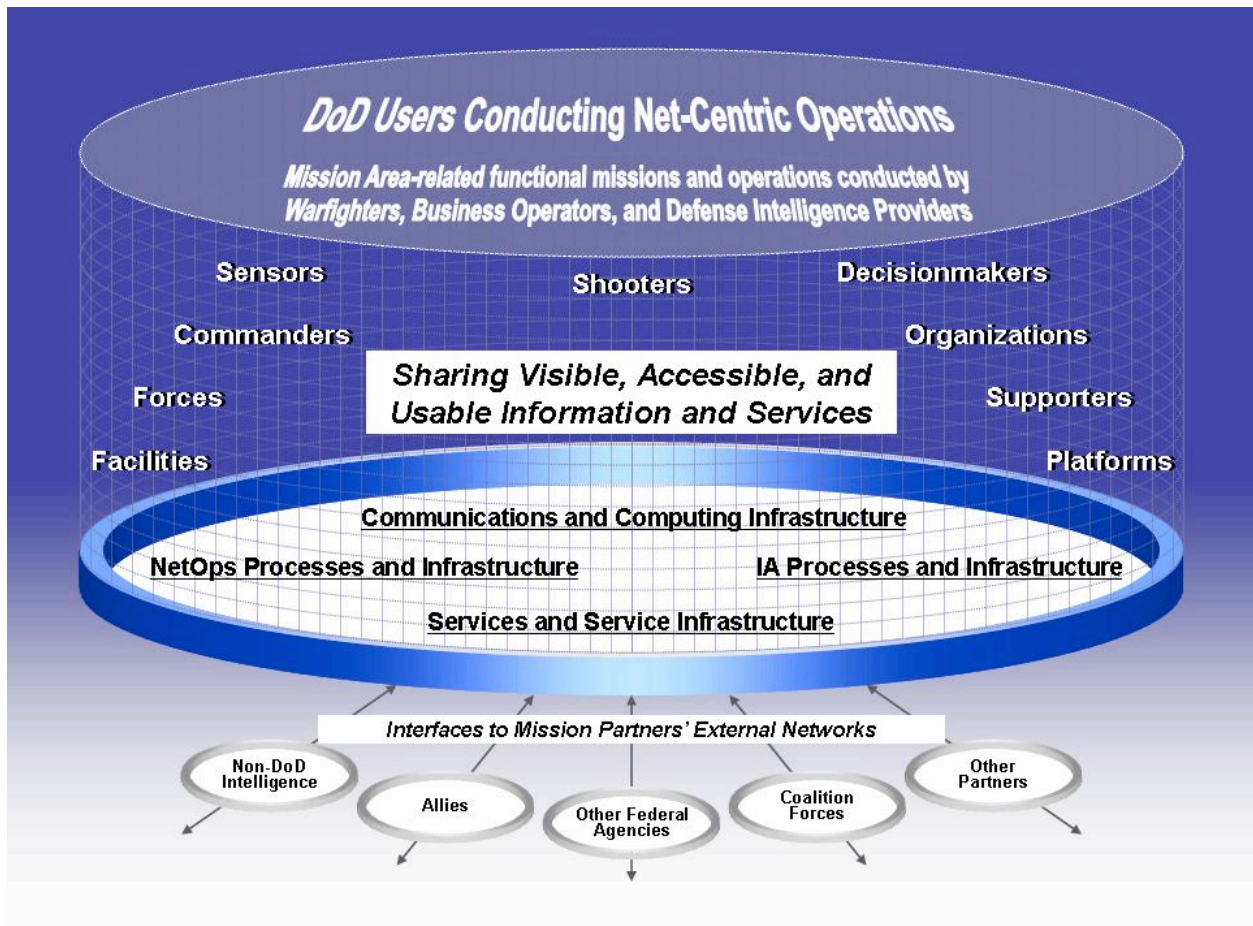 DoD Users Conducting Net-Centric Operations
Mission Area-related functional missions and operations conducted by
Warfighters, Business Operators, and Defense Intelligence Providers
Sensors
Shooters
Decisionmakers
Commanders
Organizations
Sharing Visible, Accessible, and
Usable Information and Services
Forces
Supporters
Facilities
Platforms
Communications and Computing Infrastructure
NetOps Processes and Infrastructure
IA Processes and Infrastructure
Services and Service Infrastructure
Interfaces to Mission Partners’ External Networks
Non-DoD
Intelligence
Allies
Other Federal
Agencies
Coalition
Forces
Other
Partners